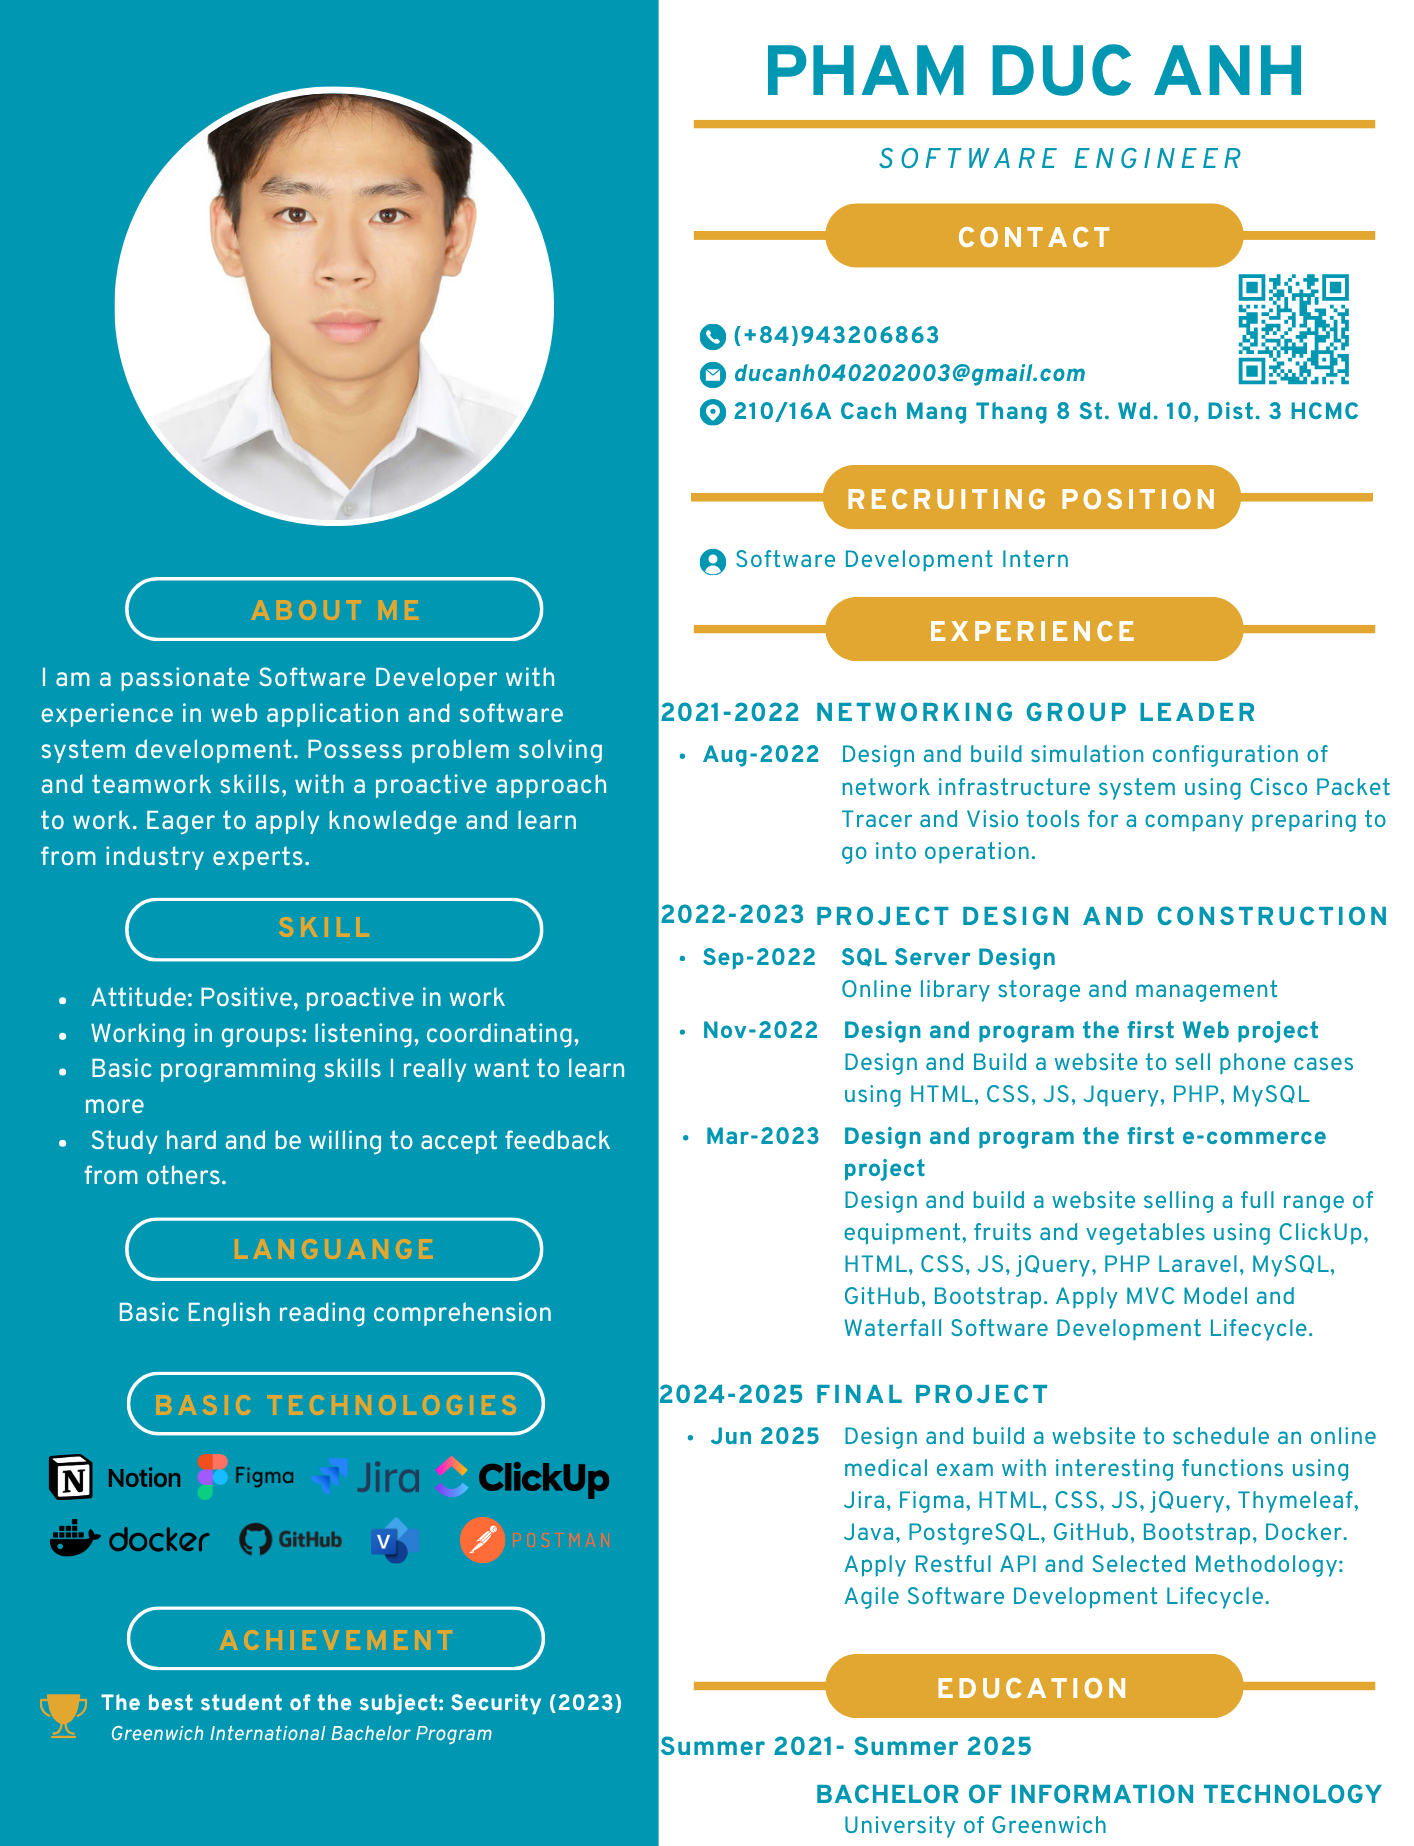 ABOUT ME
I am a passionate Software Developer with
experience in web application and software
system development. Possess problem solving
and teamwork skills, with a proactive approach
to work. Eager to apply knowledge and learn
from industry experts.
SKILL
• Attitude: Positive, proactive in work
• Working in groups: listening, coordinating,
• Basic programming skills I really want to learn
more
• Study hard and be willing to accept feedback
from others.
LANGUANGE
Basic English reading comprehension
BASIC TECHNOLOGIES
N Notion Figma Jira ClickUp
docker GitHub V POSTMAN
ACHIEVEMENT
The best student of the subject: Security (2023)
Greenwich International Bachelor Program
PHAM DUC ANH
SOFTWARE ENGINEER
CONTACT
(+84)943206863
ducanh040202003@gmail.com
210/16A Cach Mang Thang 8 St. Wd. 10, Dist. 3 HCMC
RECRUITING POSITION
Software Development Intern
EXPERIENCE
2021-2022 NETWORKING GROUP LEADER
• Aug-2022 Design and build simulation configuration of
network infrastructure system using Cisco Packet
Tracer and Visio tools for a company preparing to
go into operation.
2022-2023 PROJECT DESIGN AND CONSTRUCTION
• Sep-2022 SQL Server Design
Online library storage and management
• Nov-2022 Design and program the first Web project
Design and Build a website to sell phone cases
using HTML, CSS, JS, Jquery, PHP, MySQL
• Mar-2023 Design and program the first e-commerce
project
Design and build a website selling a full range of
equipment, fruits and vegetables using ClickUp,
HTML, CSS, JS, jQuery, PHP Laravel, MySQL,
GitHub, Bootstrap. Apply MVC Model and
Waterfall Software Development Lifecycle.
2024-2025 FINAL PROJECT
• Jun 2025 Design and build a website to schedule an online
medical exam with interesting functions using
Jira, Figma, HTML, CSS, JS, jQuery, Thymeleaf,
Java, PostgreSQL, GitHub, Bootstrap, Docker.
Apply Restful API and Selected Methodology:
Agile Software Development Lifecycle.
EDUCATION
Summer 2021- Summer 2025
BACHELOR OF INFORMATION TECHNOLOGY
University of Greenwich